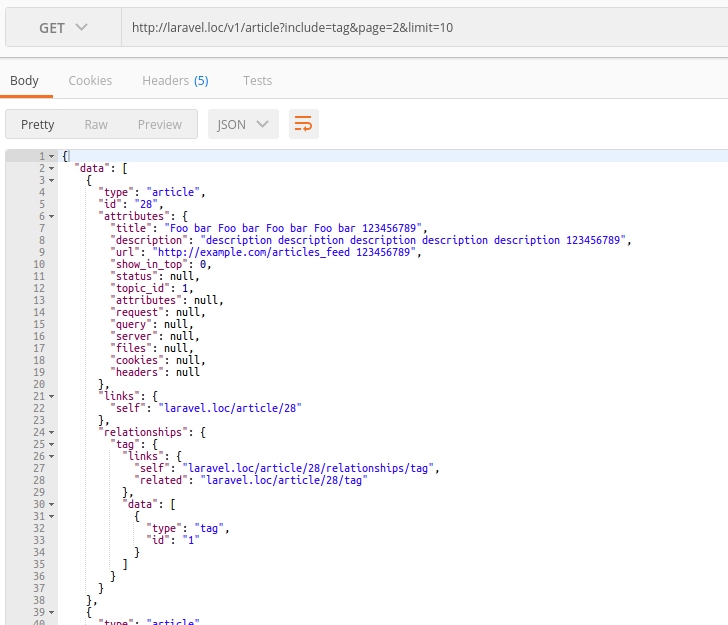 GET http://laravel.loc/v1/article?include=tag&page=2&limit=10
Body Cookies Headers (5) Tests
Pretty Raw Preview JSON
1 {
2 "data": [
3 {
4 "type": "article",
5 "id": "28",
6 "attributes": {
7 "title": "Foo bar Foo bar Foo bar Foo bar 123456789",
8 "description": "description description description description description 123456789",
9 "url": "http://example.com/articles_feed 123456789",
10 "show_in_top": 0,
11 "status": null,
12 "topic_id": 1,
13 "attributes": null,
14 "request": null,
15 "query": null,
16 "server": null,
17 "files": null,
18 "cookies": null,
19 "headers": null
20 },
21 "links": {
22 "self": "laravel.loc/article/28"
23 },
24 "relationships": {
25 "tag": {
26 "links": {
27 "self": "laravel.loc/article/28/relationships/tag",
28 "related": "laravel.loc/article/28/tag"
29 },
30 "data": [
31 {
32 "type": "tag",
33 "id": "1"
34 }
35 ]
36 }
37 }
38 },
39 {
40 "type": "article",